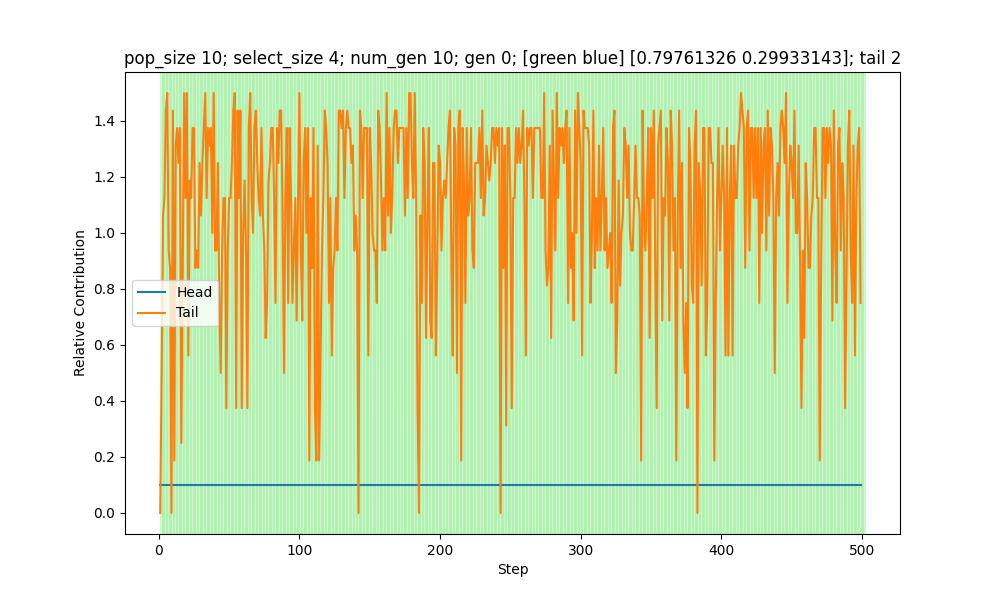 pop_size 10; select_size 4; num_gen 10; gen 0; [green blue] [0.79761326 0.29933143]; tail 2
Relative Contribution
1.4
1.2
1.0
0.8
0.6
0.4
0.2
0.0
Head
Tail
0
100
200
300
400
500
Step